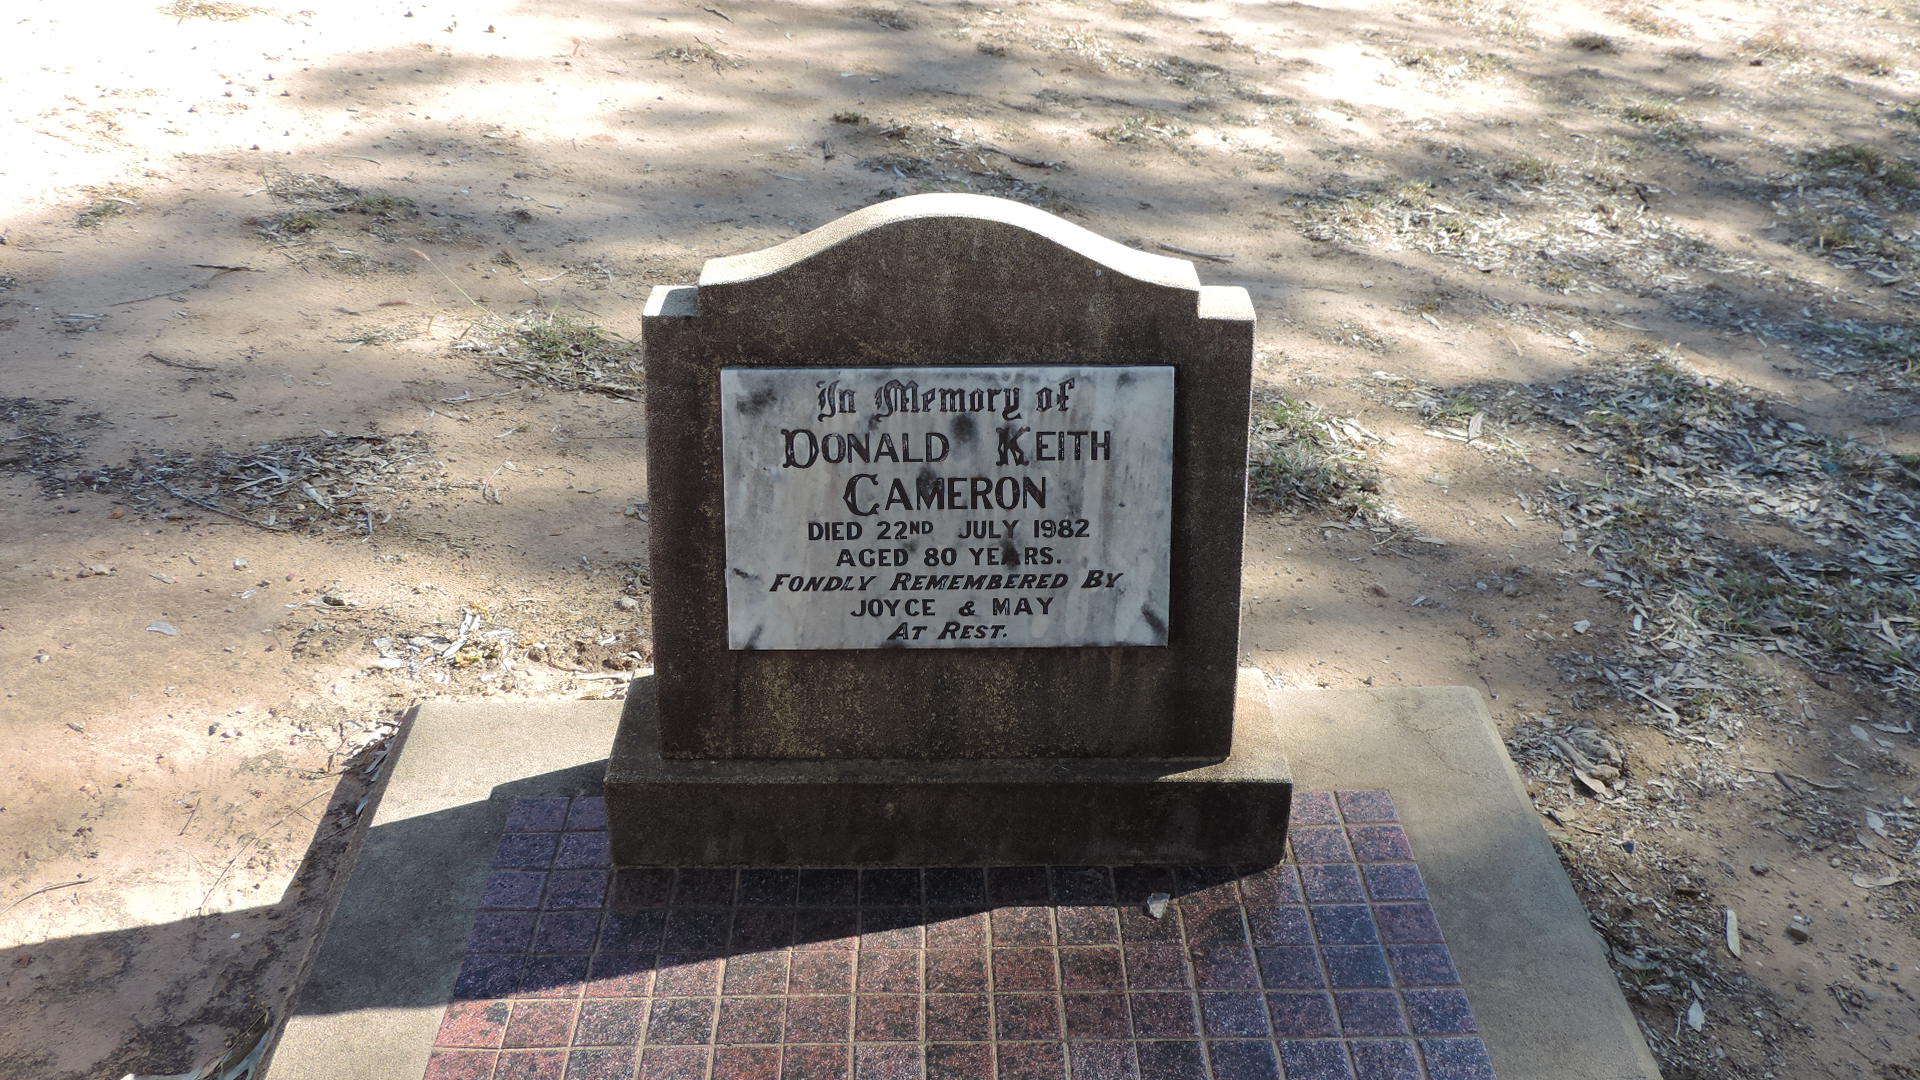 In Memory of
DONALD KEITH
CAMERON
DIED 22ND JULY 1982
AGED 80 YEARS.
FONDLY REMEMBERED BY
JOYCE & MAY
AT REST.